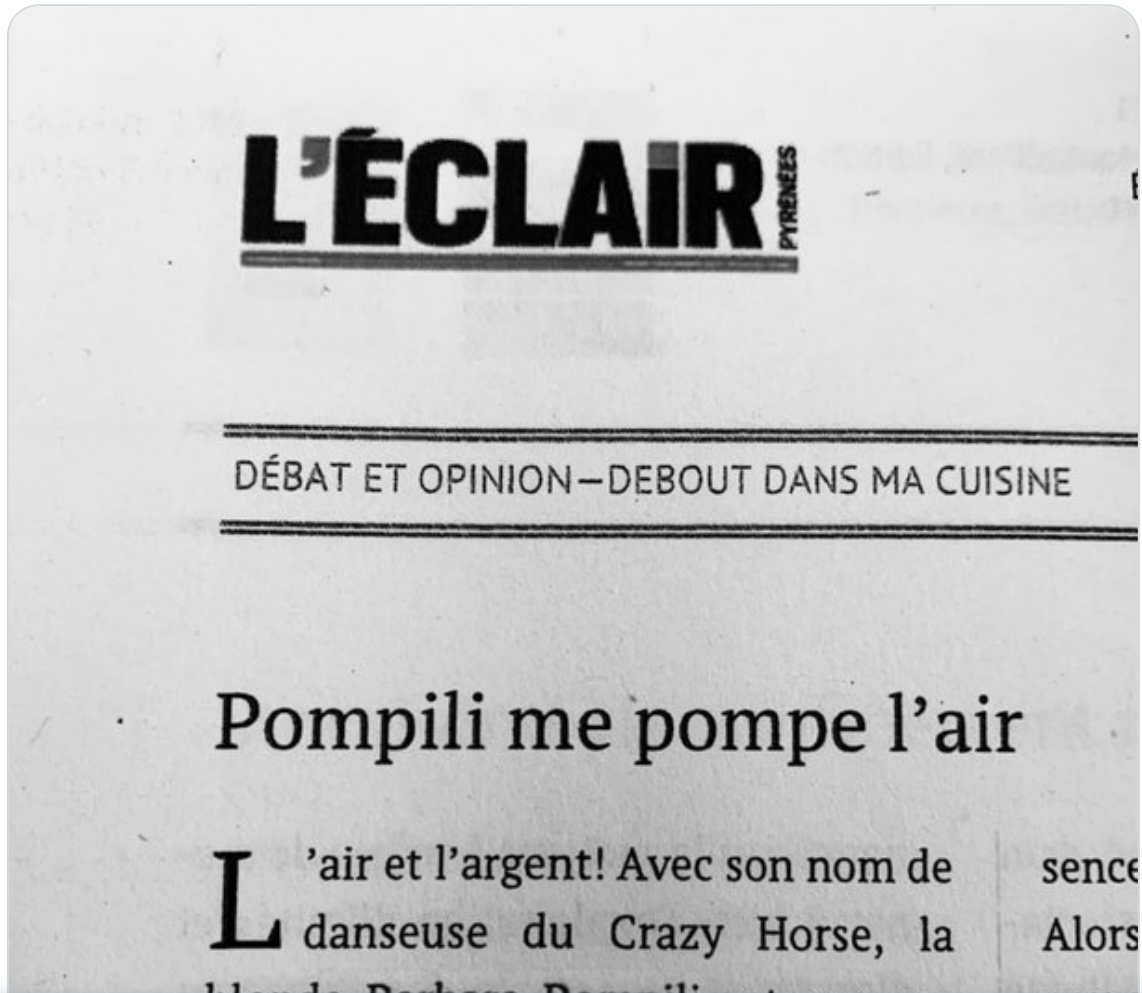 L'ÉCLAIR PYRÉNÉES
DÉBAT ET OPINION–DEBOUT DANS MA CUISINE
Pompili me pompe l’air
L’air et l’argent! Avec son nom de
danseuse du Crazy Horse, la
sence
Alors